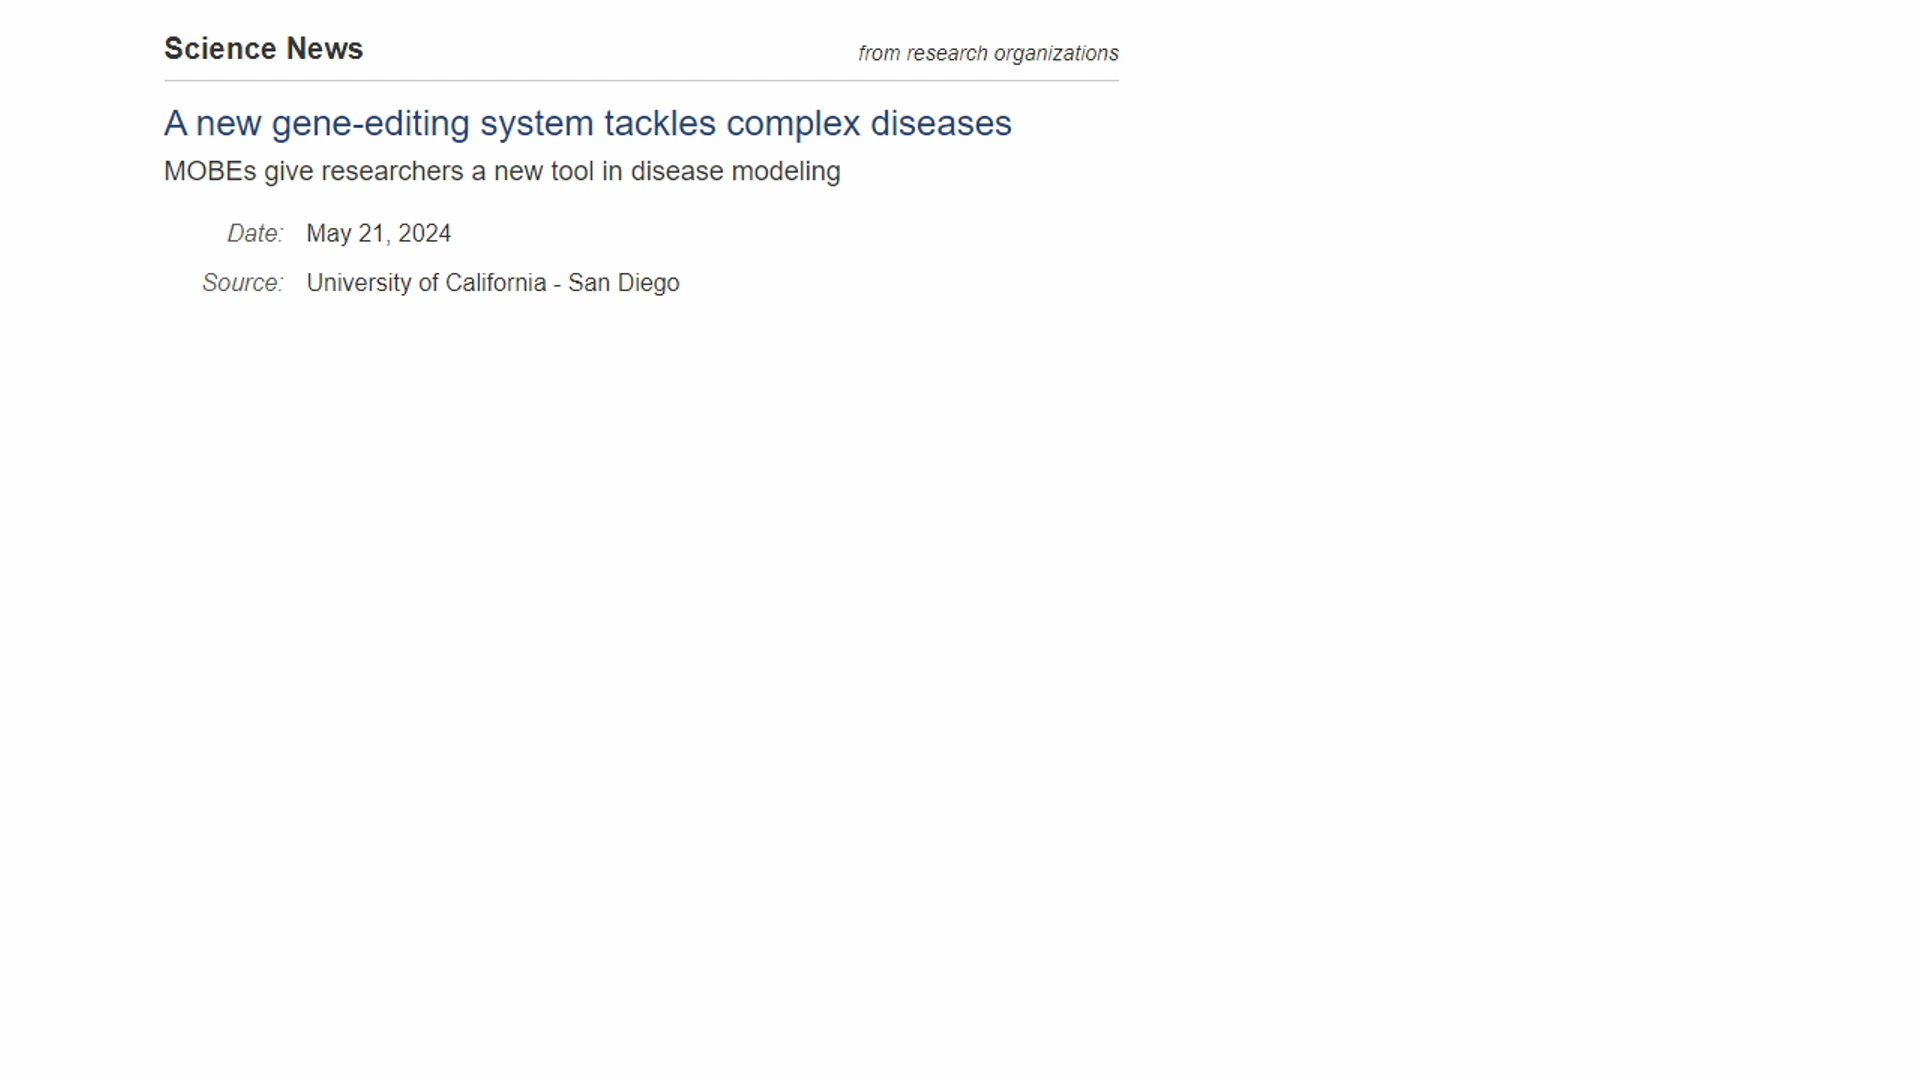 Science News
from research organizations
A new gene-editing system tackles complex diseases
MOBEs give researchers a new tool in disease modeling
Date: May 21, 2024
Source: University of California - San Diego